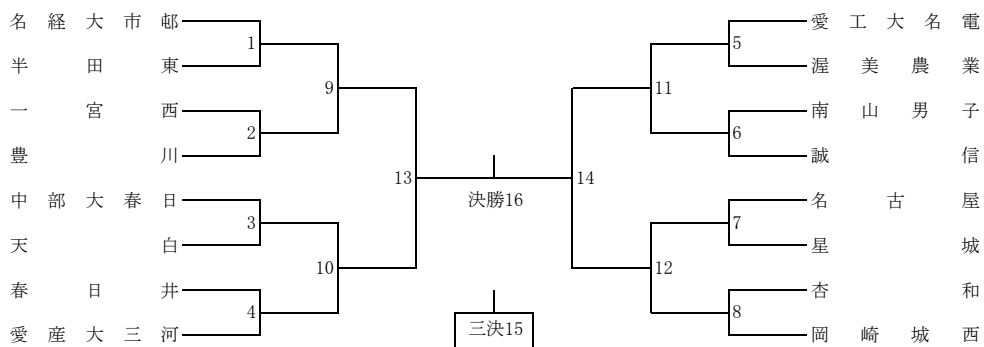 名経大市邨
1
半田東
9
一宮西
2
豊川
13
中部大春日
3
天白
10
春日井
4
愛産大三河
決勝16
三決15
愛工大名電
5
渥美農業
11
南山男子
6
誠信
14
名古屋
7
星城
12
杏和
8
岡崎城西